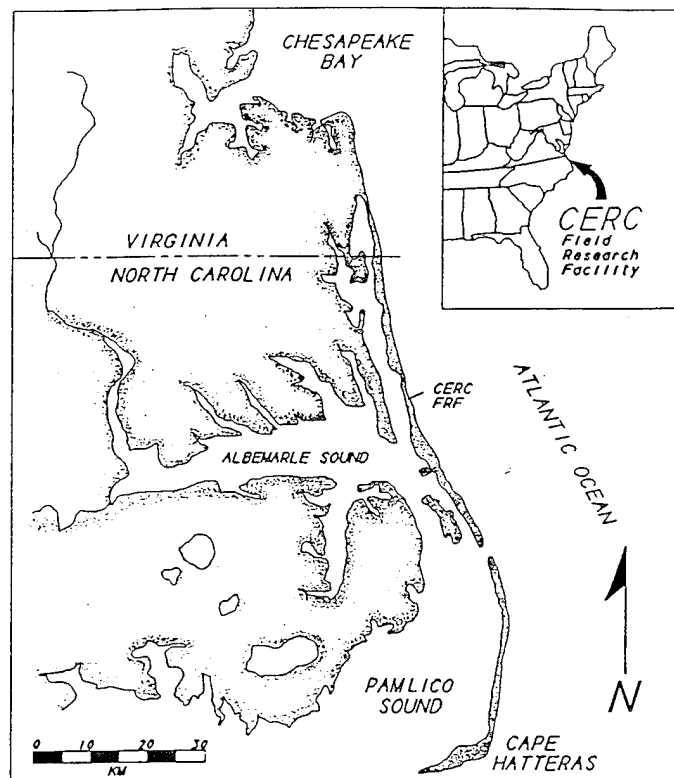 CHESAPEAKE
BAY
CERC
Field
Research
Facility
VIRGINIA
NORTH CAROLINA
CERC
FRF
ATLANTIC OCEAN
ALBEMARLE SOUND
PAMLICO
SOUND
N
CAPE
HATTERAS
0 10 20 30
KM